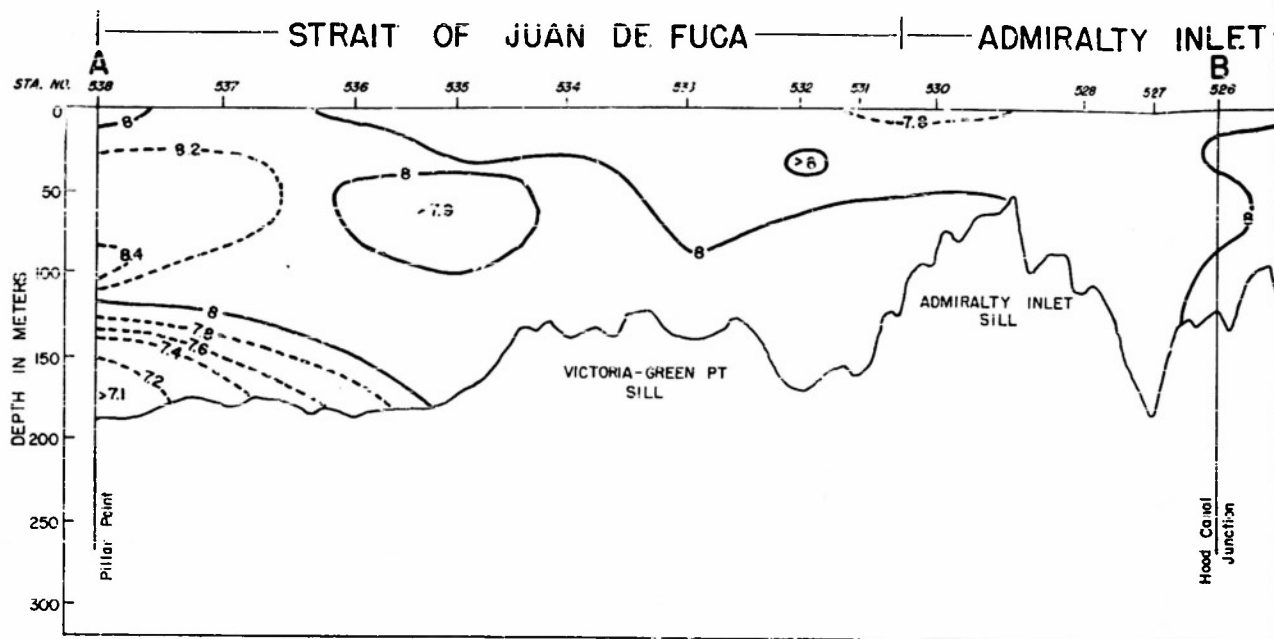 STRAIT OF JUAN DE FUCA
ADMIRALTY INLET
A
B
STA. NO.
538 537 536 535 534 533 532 531 530 528 527 526
0
50
100
150
200
250
300
DEPTH IN METERS
8
8.2
8.4
8
7.8
7.6
7.4
7.2
>7.1
8
8
7.8
VICTORIA-GREEN PT
SILL
ADMIRALTY INLET
SILL
Pillar Point
Hood Canal
Junction